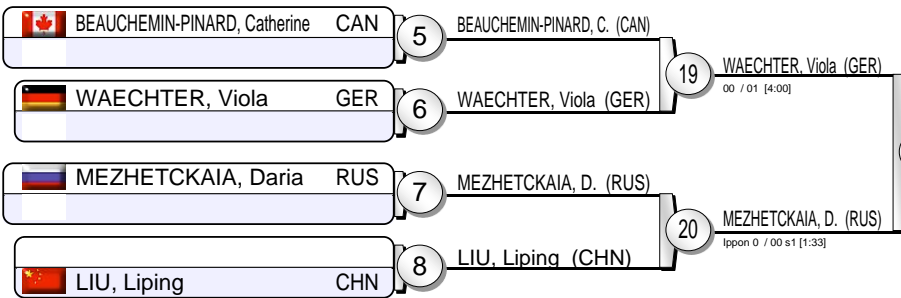 BEAUCHEMIN-PINARD, Catherine CAN
5
BEAUCHEMIN-PINARD, C. (CAN)
19
WAECHTER, Viola (GER)
00 / 01 [4:00]
WAECHTER, Viola GER
6
WAECHTER, Viola (GER)
MEZHETCKAIA, Daria RUS
7
MEZHETCKAIA, D. (RUS)
20
MEZHETCKAIA, D. (RUS)
Ippon 0 / 00 s1 [1:33]
LIU, Liping CHN
8
LIU, Liping (CHN)